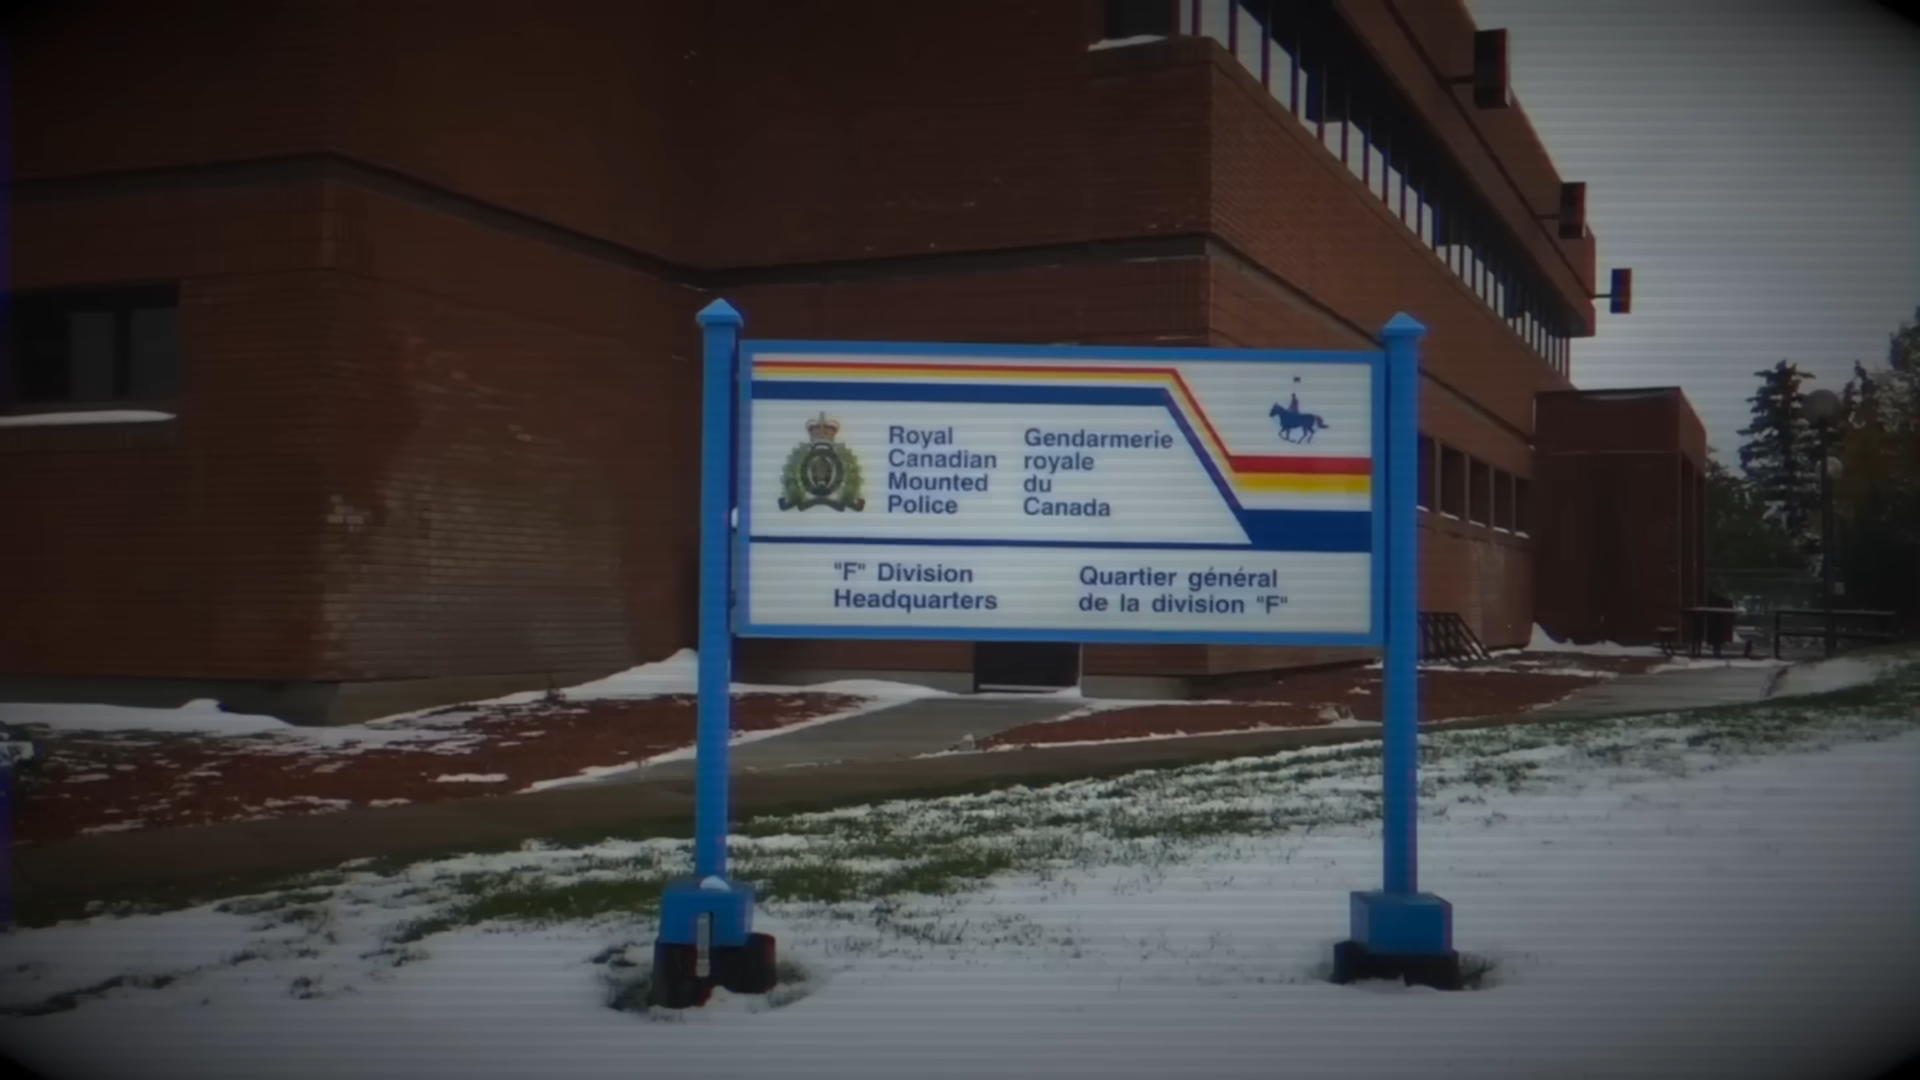 Royal
Canadian
Mounted
Police
Gendarmerie
royale
du
Canada
"F" Division
Headquarters
Quartier général
de la division "F"